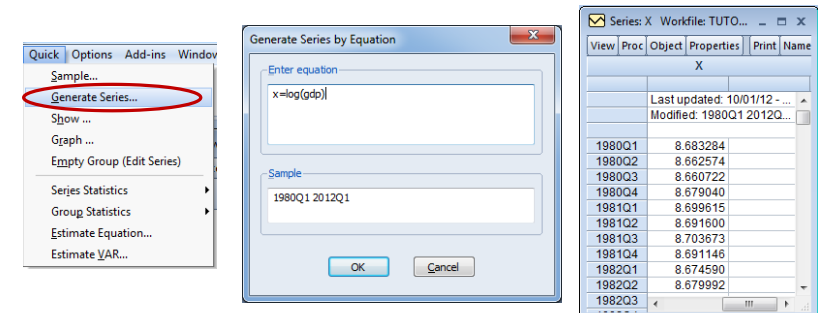 Quick Options Add-ins Window
Sample...
Generate Series...
Show ...
Graph ...
Empty Group (Edit Series)
Series Statistics
Group Statistics
Estimate Equation...
Estimate VAR...
Generate Series by Equation
Enter equation
x=log(gdp)
Sample
1980Q1 2012Q1
OK Cancel
Series: X Workfile: TUTO...
View Proc Object Properties Print Name
X
Last updated: 10/01/12 - ...
Modified: 1980Q1 2012Q...
1980Q1 8.683284
1980Q2 8.662574
1980Q3 8.660722
1980Q4 8.679040
1981Q1 8.699615
1981Q2 8.691600
1981Q3 8.703673
1981Q4 8.691146
1982Q1 8.674590
1982Q2 8.679992
1982Q3